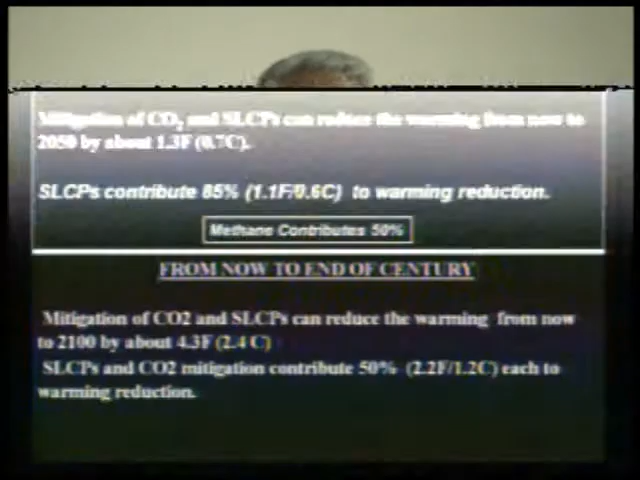 Mitigation of CO2 and SLCPs can reduce the warming from now to
2050 by about 1.3F (0.7C).
SLCPs contribute 85% (1.1F/0.6C) to warming reduction.
Methane Contributes 50%
FROM NOW TO END OF CENTURY
Mitigation of CO2 and SLCPs can reduce the warming from now
to 2100 by about 4.3F (2.4 C)
SLCPs and CO2 mitigation contribute 50% (2.2F/1.2C) each to
warming reduction.